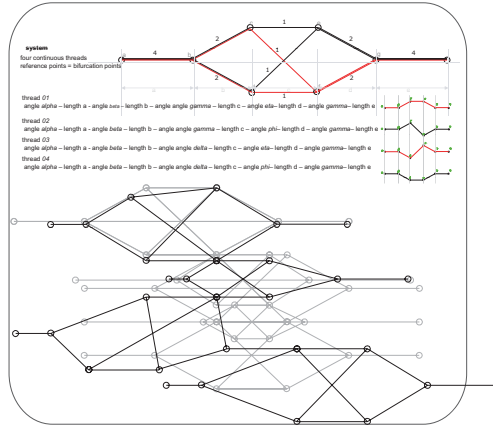 1
system
four continuous threads
reference points = bifurcation points
4 2 2 4
1
1
2 2
1
thread 01
angle alpha – length a - angle beta – length b – angle angle gamma – length c – angle eta– length d – angle gamma– length e
thread 02
angle alpha – length a - angle beta – length b – angle angle gamma – length c – angle phi– length d – angle gamma– length e
thread 03
angle alpha – length a - angle beta – length b – angle angle delta – length c – angle eta– length d – angle gamma– length e
thread 04
angle alpha – length a - angle beta – length b – angle angle delta – length c – angle phi– length d – angle gamma– length e